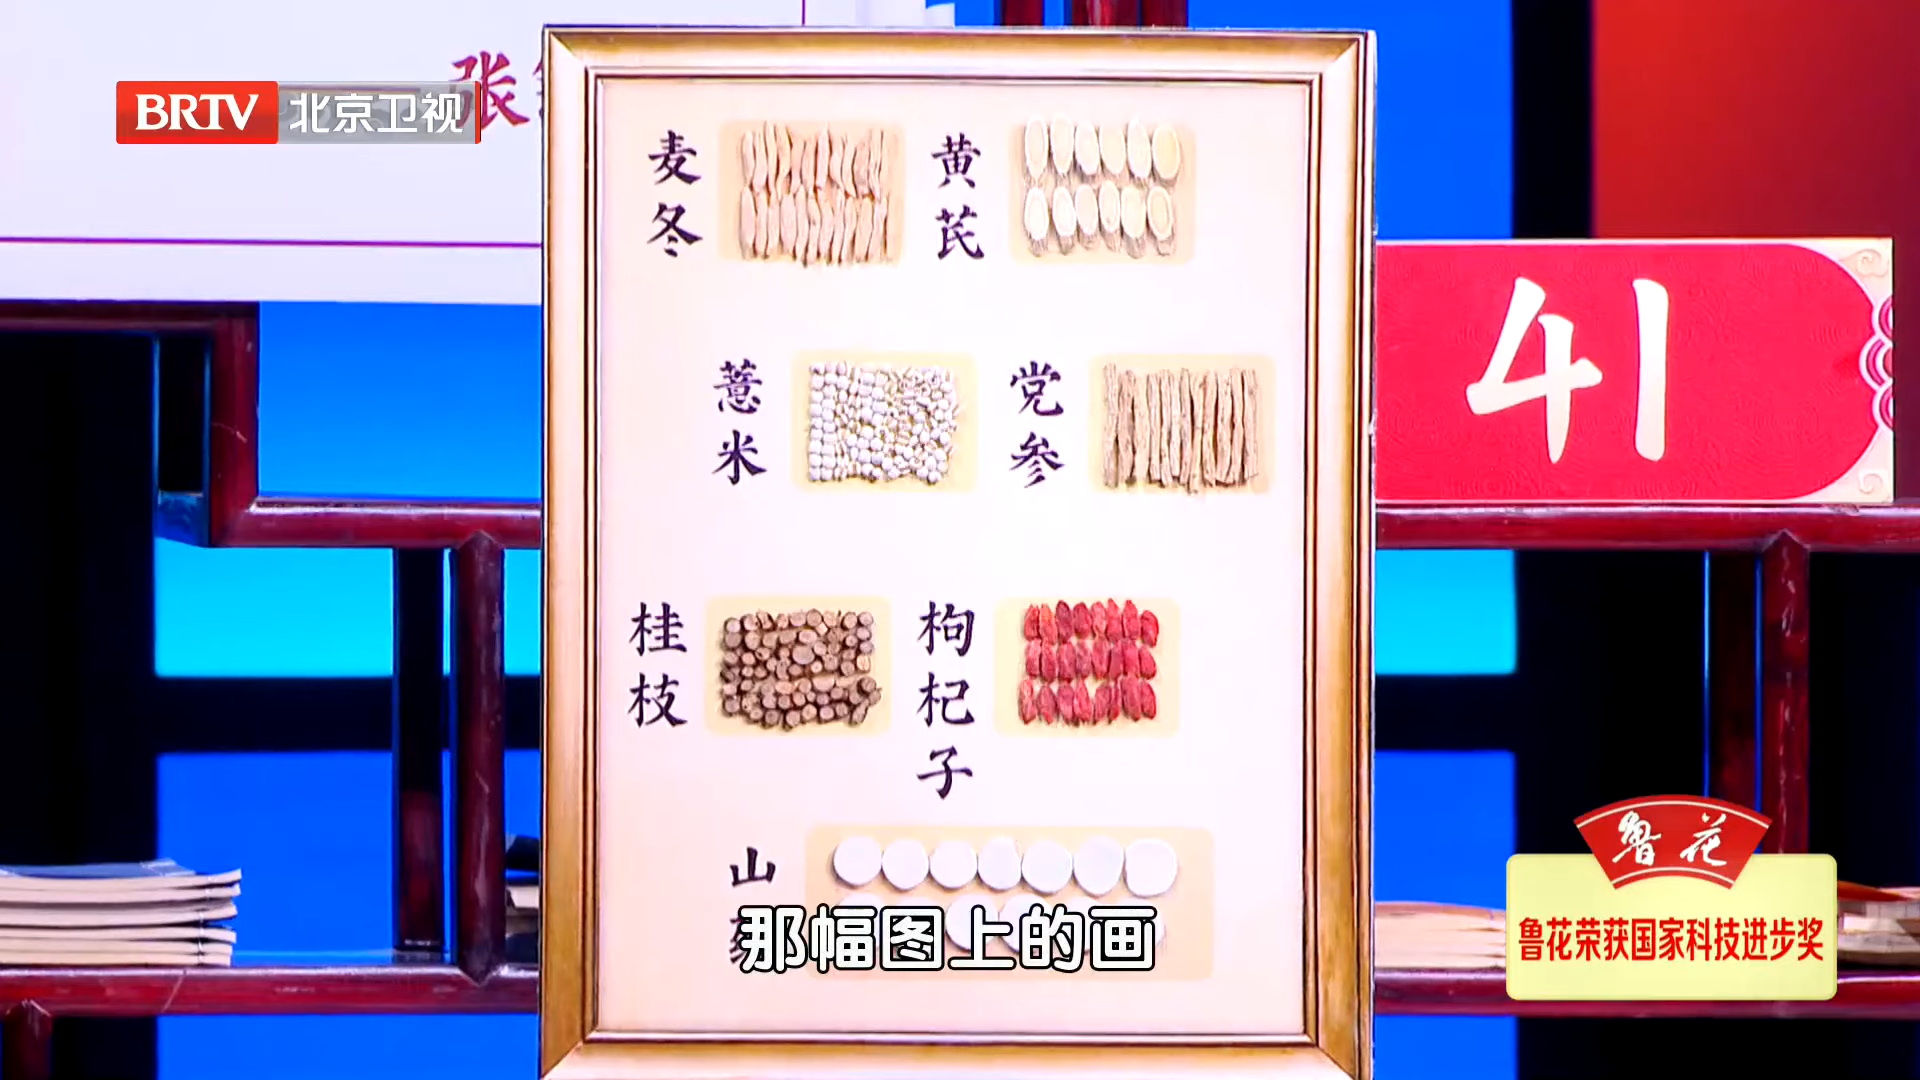 张
BRTV 北京卫视
麦冬
黄芪
薏米
党参
桂枝
枸杞子
山
41
那幅图上的画
鲁花
鲁花荣获国家科技进步奖